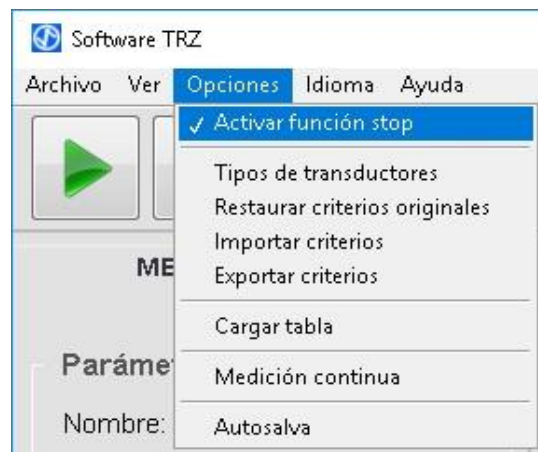 Software TRZ
Archivo Ver Opciones Idioma Ayuda
✓ Activar función stop
Tipos de transductores
Restaurar criterios originales
Importar criterios
Exportar criterios
Cargar tabla
Medición continua
Autosalva
ME
Paráme
Nombre: